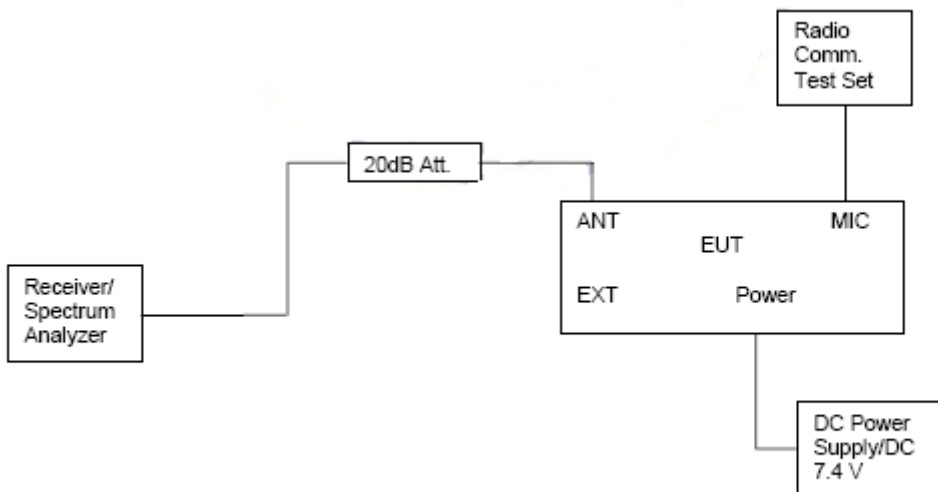 Radio
Comm.
Test Set
20dB Att.
ANT
MIC
EUT
EXT
Power
Receiver/
Spectrum
Analyzer
DC Power
Supply/DC
7.4 V